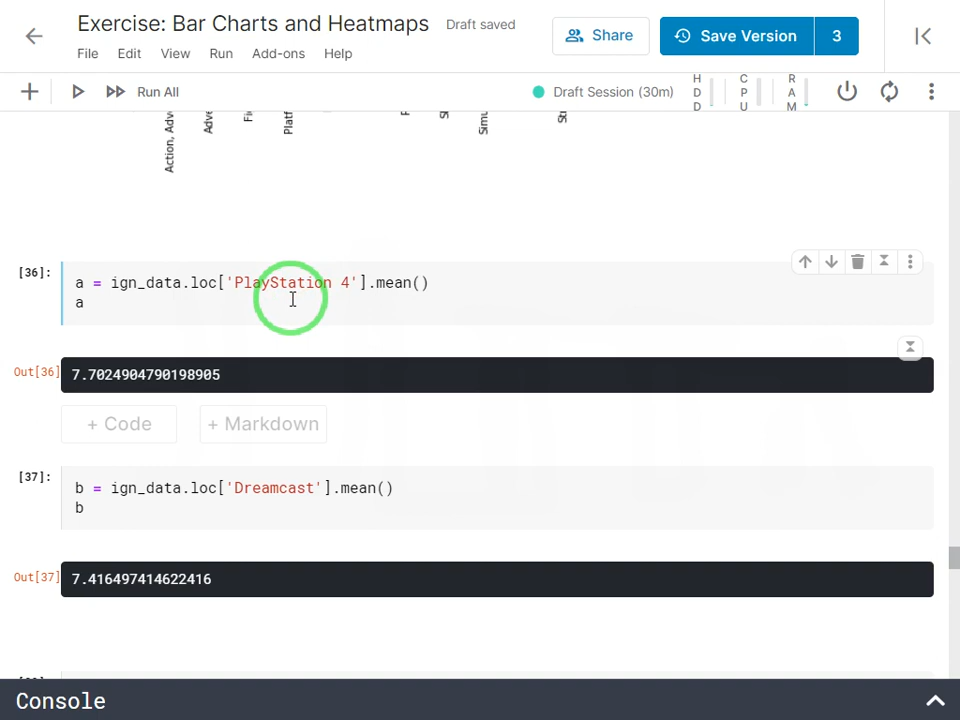 Exercise: Bar Charts and Heatmaps
Draft saved
File Edit View Run Add-ons Help
Share
Save Version 3
Run All
Draft Session (30m)
HDD
CPU
RAM
[36]:
a = ign_data.loc['PlayStation 4'].mean()
a
Out[36]
7.7024904790198905
+ Code
+ Markdown
[37]:
b = ign_data.loc['Dreamcast'].mean()
b
Out[37]
7.416497414622416
Console